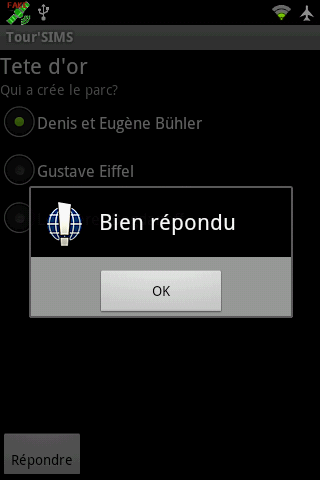 FAKE
Tour'SIMS
Tete d'or
Qui a crée le parc?
Denis et Eugène Bühler
Gustave Eiffel
Bien répondu
OK
Répondre